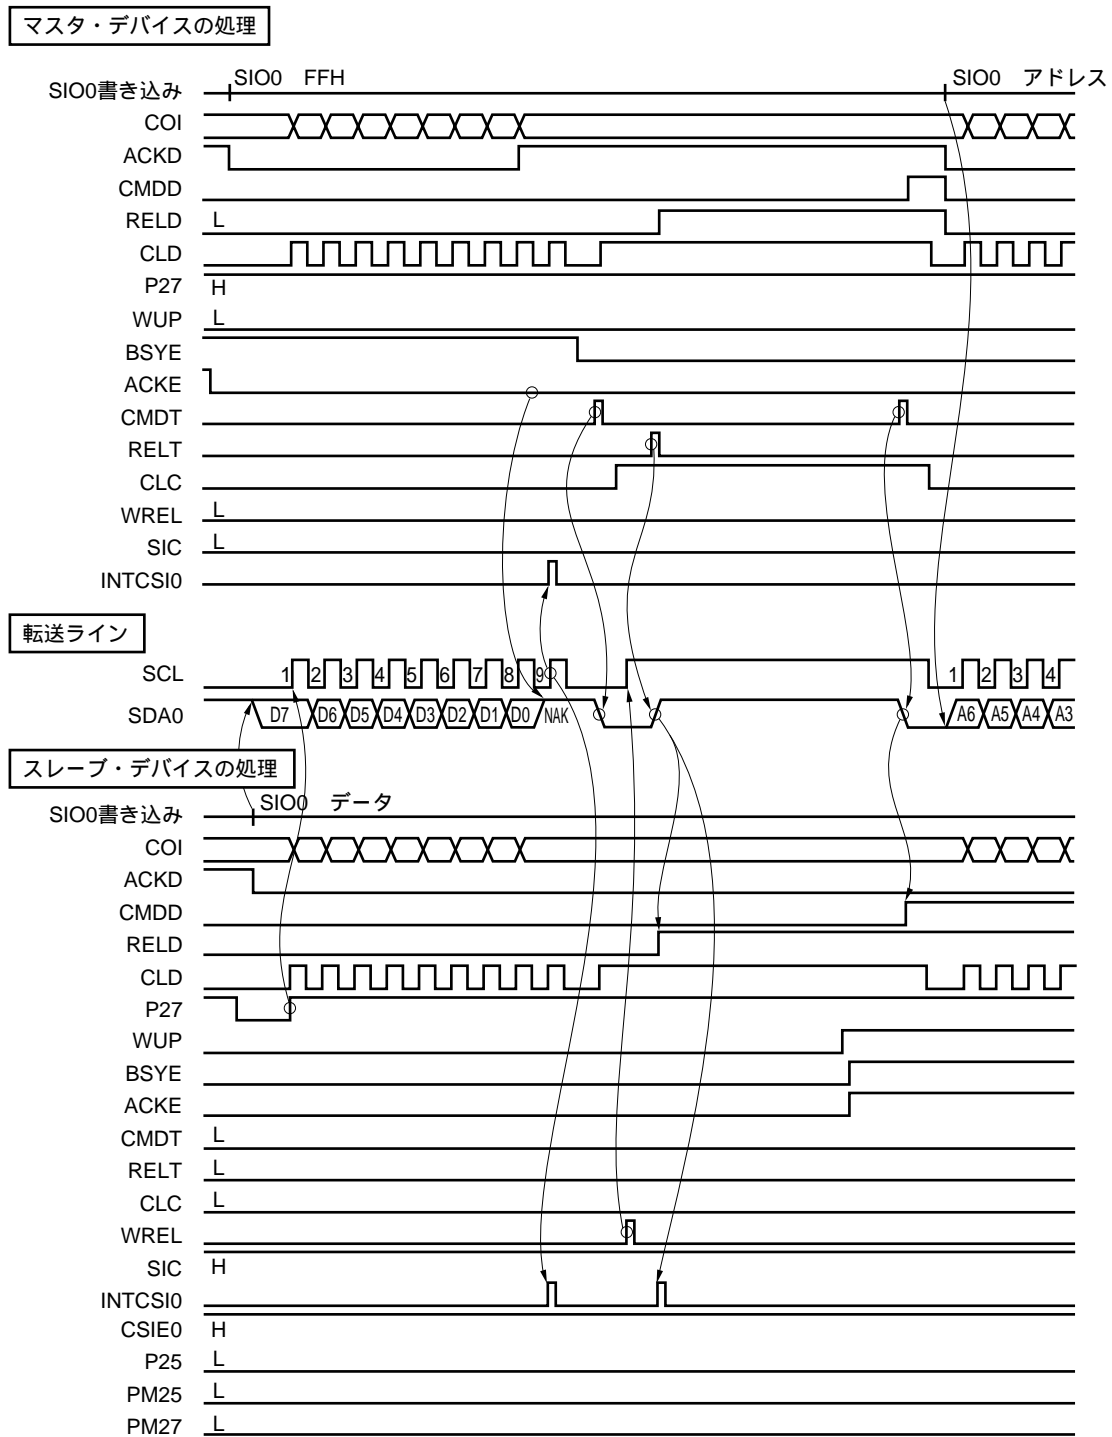 マスタ・デバイスの処理
SIO0書き込み SIO0 FFH SIO0 アドレス
COI
ACKD
CMDD
RELD L
CLD
P27 H
WUP L
BSYE
ACKE
CMDT
RELT
CLC
WREL L
SIC L
INTCSI0
転送ライン
SCL 1 2 3 4 5 6 7 8 9 1 2 3 4
SDA0 D7 D6 D5 D4 D3 D2 D1 D0 NAK A6 A5 A4 A3
スレーブ・デバイスの処理
SIO0書き込み SIO0 データ
COI
ACKD
CMDD
RELD
CLD
P27
WUP
BSYE
ACKE
CMDT L
RELT L
CLC L
WREL
SIC H
INTCSI0
CSIE0 H
P25 L
PM25 L
PM27 L